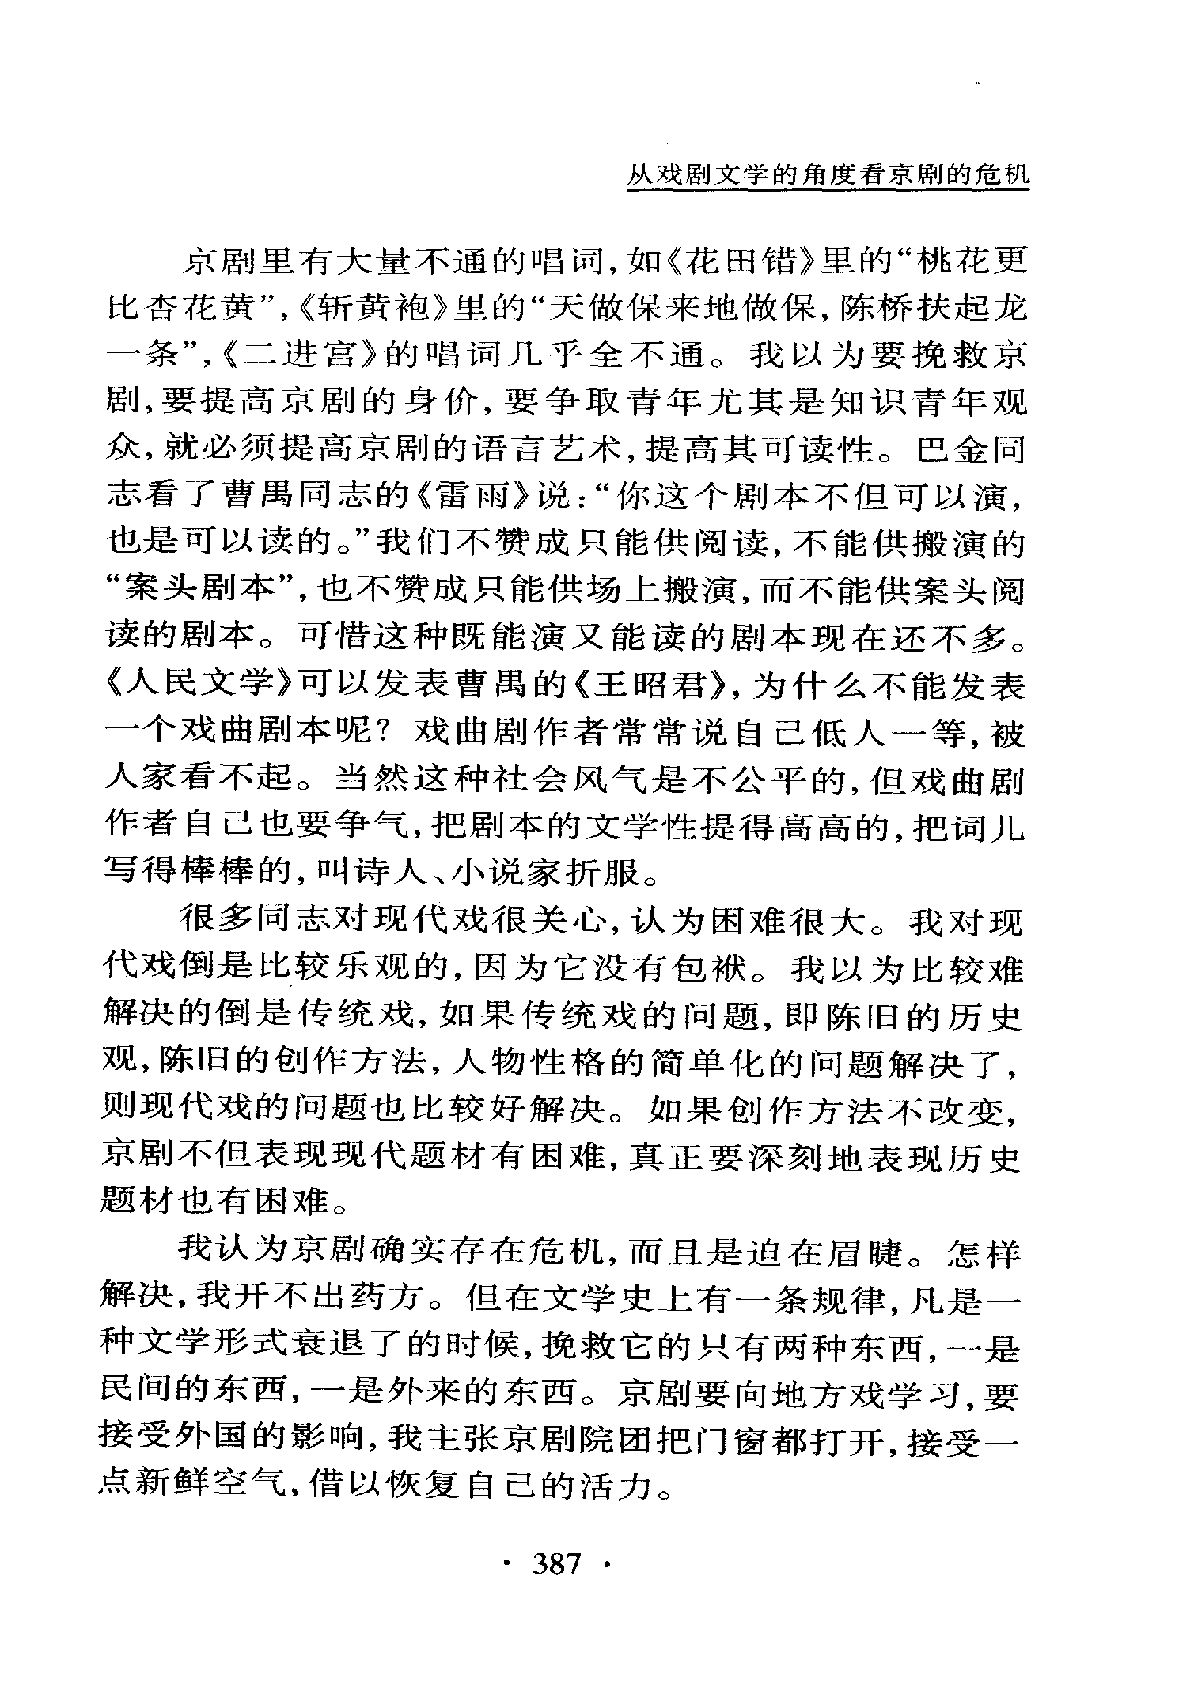 从戏剧文学的角度看京剧的危机
京剧里有大量不通的唱词,如《花田错》里的“桃花更
比杏花黄”,《斩黄袍》里的“天做保来地做保,陈桥扶起龙
一条”,《二进宫》的唱词几乎全不通。我以为要挽救京
剧,要提高京剧的身价,要争取青年尤其是知识青年观
众,就必须提高京剧的语言艺术,提高其可读性。巴金同
志看了曹禺同志的《雷雨》说:“你这个剧本不但可以演,
也是可以读的。”我们不赞成只能供阅读,不能供搬演的
“案头剧本”,也不赞成只能供场上搬演,而不能供案头阅
读的剧本。可惜这种既能演又能读的剧本现在还不多。
《人民文学》可以发表曹禺的《王昭君》,为什么不能发表
一个戏曲剧本呢?戏曲剧作者常常说自己低人一等,被
人家看不起。当然这种社会风气是不公平的,但戏曲剧
作者自己也要争气,把剧本的文学性提得高高的,把词儿
写得棒棒的,叫诗人、小说家折服。
很多同志对现代戏很关心,认为困难很大。我对现
代戏倒是比较乐观的,因为它没有包袱。我以为比较难
解决的倒是传统戏,如果传统戏的问题,即陈旧的历史
观,陈旧的创作方法,人物性格的简单化的问题解决了,
则现代戏的问题也比较好解决。如果创作方法不改变,
京剧不但表现现代题材有困难,真正要深刻地表现历史
题材也有困难。
我认为京剧确实存在危机,而且是迫在眉睫。怎样
解决,我开不出药方。但在文学史上有一条规律,凡是一
种文学形式衰退了的时候,挽救它的只有两种东西,一是
民间的东西,一是外来的东西。京剧要向地方戏学习,要
接受外国的影响,我主张京剧院团把门窗都打开,接受一
点新鲜空气,借以恢复自己的活力。
· 387 ·